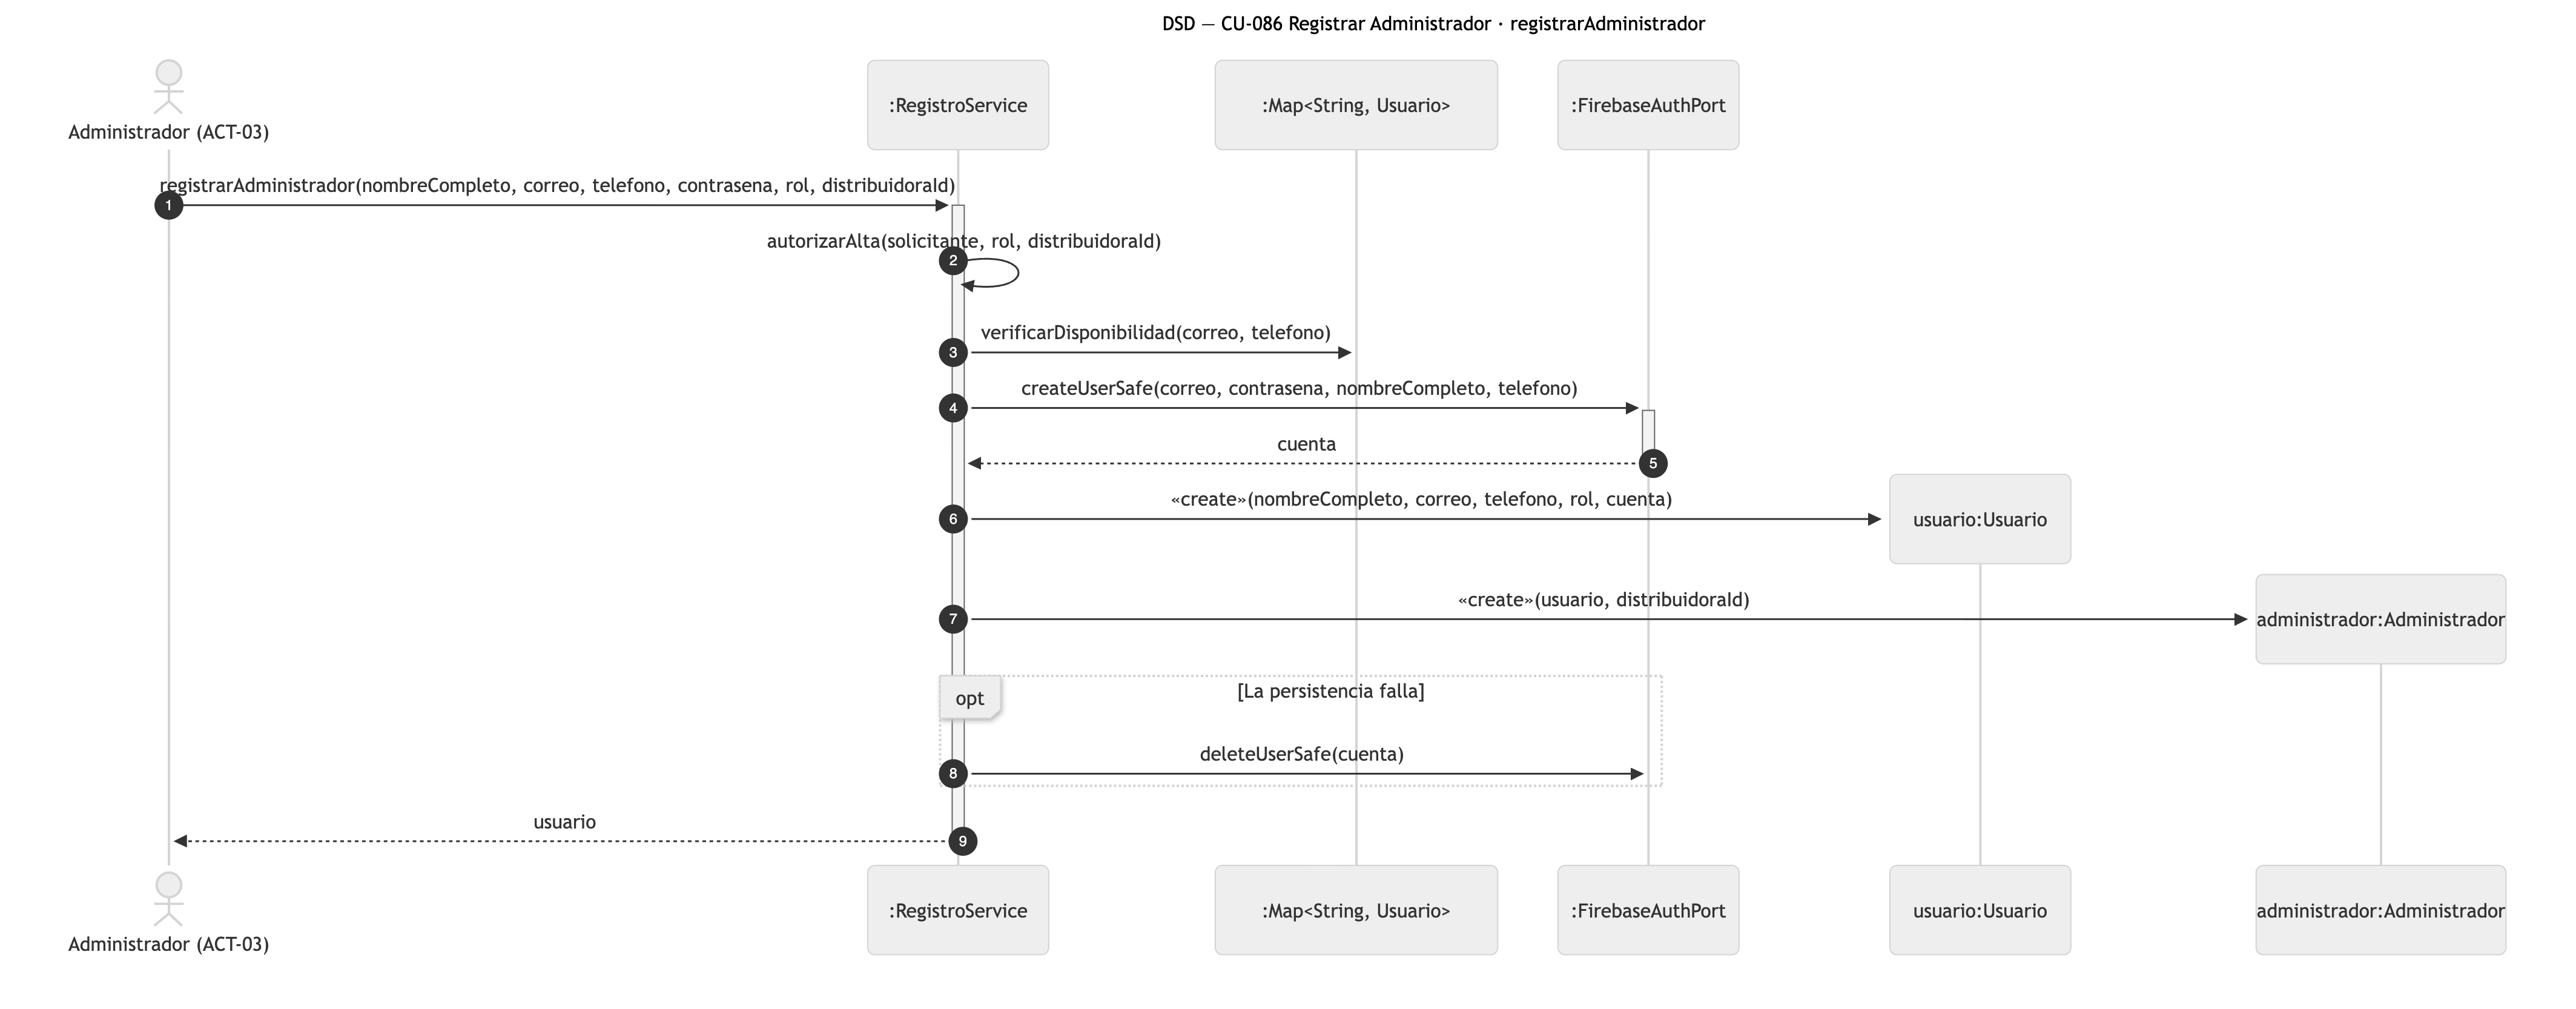 DSD — CU-086 Registrar Administrador · registrarAdministrador
Administrador (ACT-03)
:RegistroService
:Map<String, Usuario>
:FirebaseAuthPort
registrarAdministrador(nombreCompleto, correo, telefono, contrasena, rol, distribuidoraId)
1
autorizarAlta(solicitante, rol, distribuidoraId)
2
verificarDisponibilidad(correo, telefono)
3
createUserSafe(correo, contrasena, nombreCompleto, telefono)
4
cuenta
5
«create»(nombreCompleto, correo, telefono, rol, cuenta)
6
usuario:Usuario
«create»(usuario, distribuidoraId)
7
administrador:Administrador
opt
[La persistencia falla]
deleteUserSafe(cuenta)
8
usuario
9
Administrador (ACT-03)
:RegistroService
:Map<String, Usuario>
:FirebaseAuthPort
usuario:Usuario
administrador:Administrador